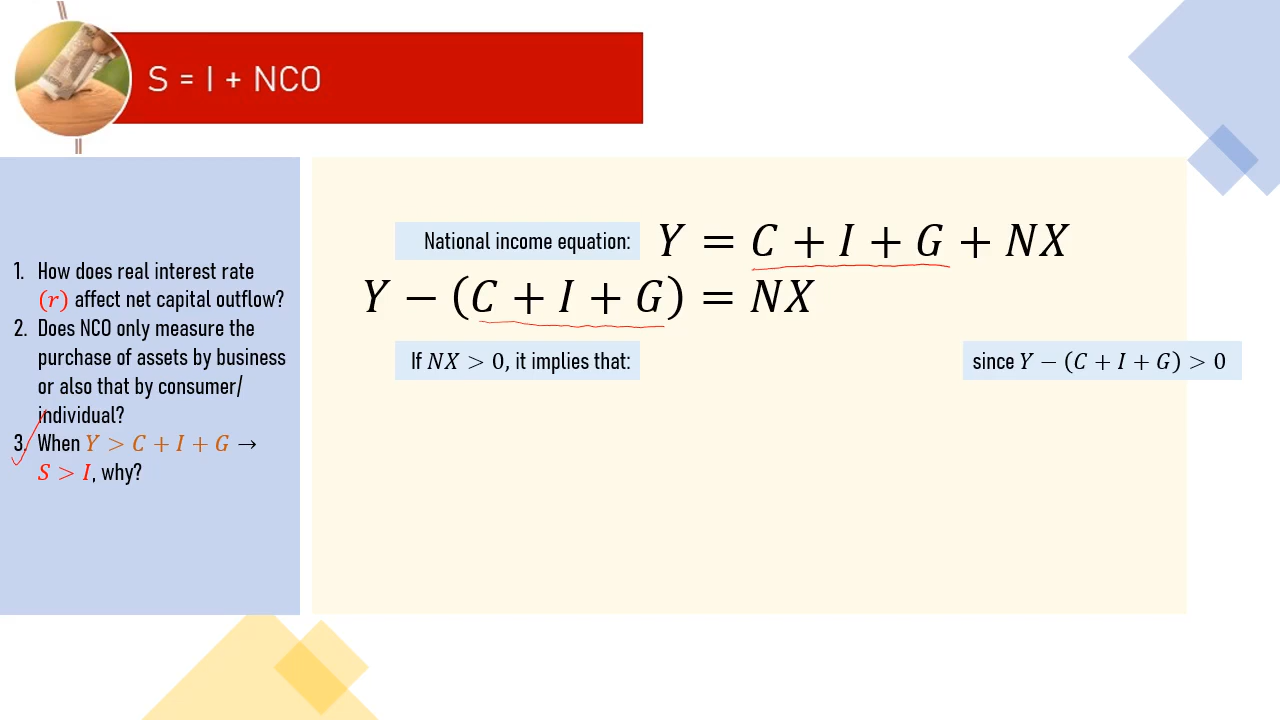 S = I + NCO
1. How does real interest rate
(r) affect net capital outflow?
2. Does NCO only measure the
purchase of assets by business
or also that by consumer/
individual?
3. When Y > C + I + G →
S > I, why?
National income equation: Y = C + I + G + NX
Y − (C + I + G) = NX
If NX > 0, it implies that: since Y − (C + I + G) > 0